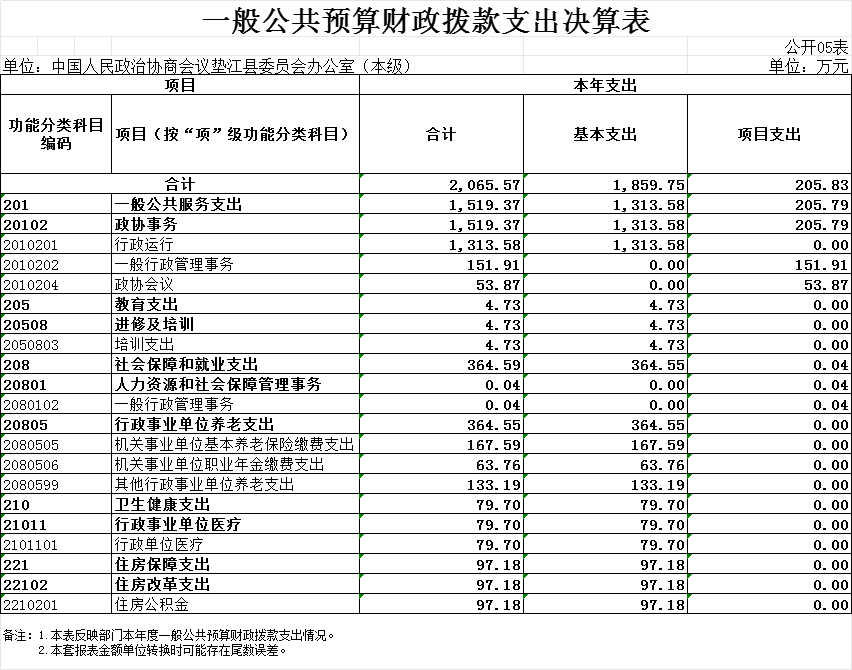 一般公共预算财政拨款支出决算表
公开05表
单位：中国人民政治协商会议垫江县委员会办公室（本级） 单位：万元
项目 本年支出
功能分类科目编码 项目（按“项”级功能分类科目） 合计 基本支出 项目支出
合计 2,065.57 1,859.75 205.83
201 一般公共服务支出 1,519.37 1,313.58 205.79
20102 政协事务 1,519.37 1,313.58 205.79
2010201 行政运行 1,313.58 1,313.58 0.00
2010202 一般行政管理事务 151.91 0.00 151.91
2010204 政协会议 53.87 0.00 53.87
205 教育支出 4.73 4.73 0.00
20508 进修及培训 4.73 4.73 0.00
2050803 培训支出 4.73 4.73 0.00
208 社会保障和就业支出 364.59 364.55 0.04
20801 人力资源和社会保障管理事务 0.04 0.00 0.04
2080102 一般行政管理事务 0.04 0.00 0.04
20805 行政事业单位养老支出 364.55 364.55 0.00
2080505 机关事业单位基本养老保险缴费支出 167.59 167.59 0.00
2080506 机关事业单位职业年金缴费支出 63.76 63.76 0.00
2080599 其他行政事业单位养老支出 133.19 133.19 0.00
210 卫生健康支出 79.70 79.70 0.00
21011 行政事业单位医疗 79.70 79.70 0.00
2101101 行政单位医疗 79.70 79.70 0.00
221 住房保障支出 97.18 97.18 0.00
22102 住房改革支出 97.18 97.18 0.00
2210201 住房公积金 97.18 97.18 0.00
备注：1.本表反映部门本年度一般公共预算财政拨款支出情况。
2.本套报表金额单位转换时可能存在尾数误差。